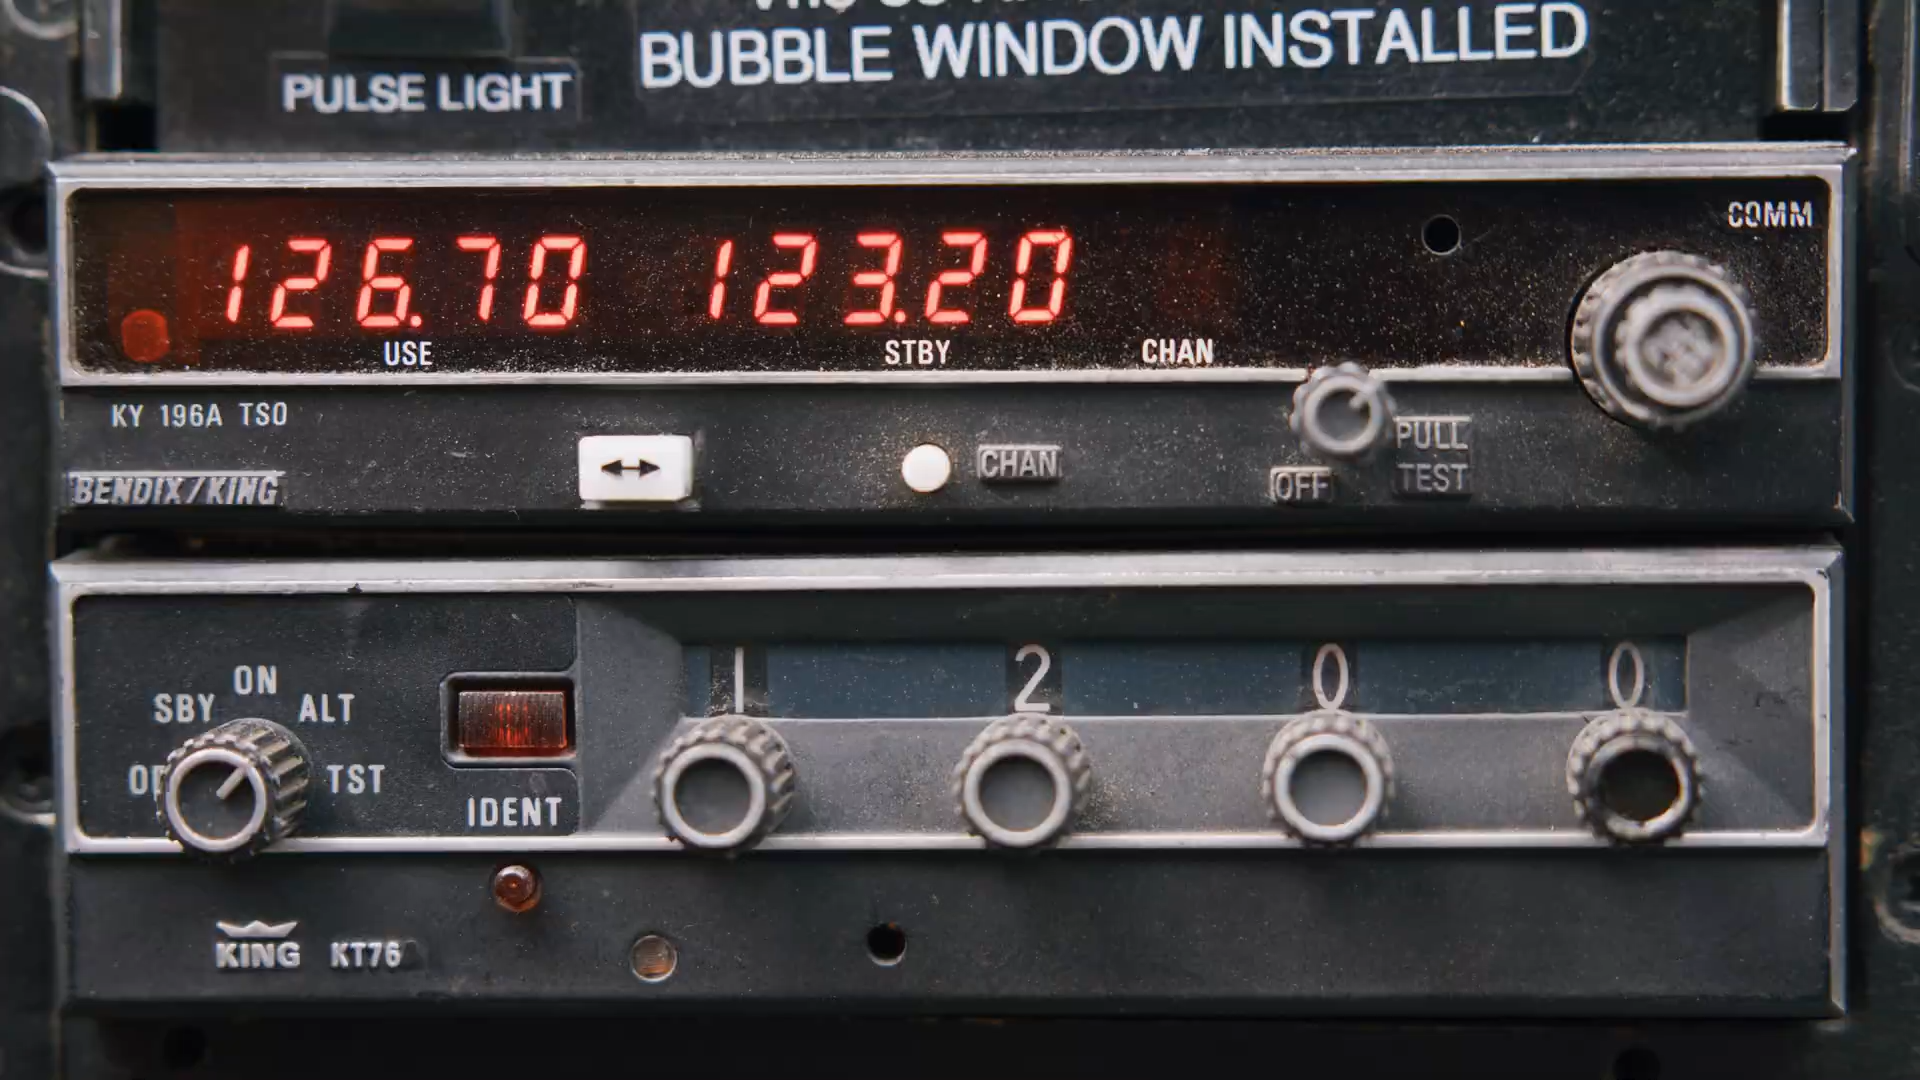 BUBBLE WINDOW INSTALLED
PULSE LIGHT
COMM
126.70 123.20
USE STBY CHAN
KY 196A TSO
BENDIX/KING
CHAN
OFF
PULL
TEST
1 2 0 0
ON
SBY ALT
TST
IDENT
KING KT76